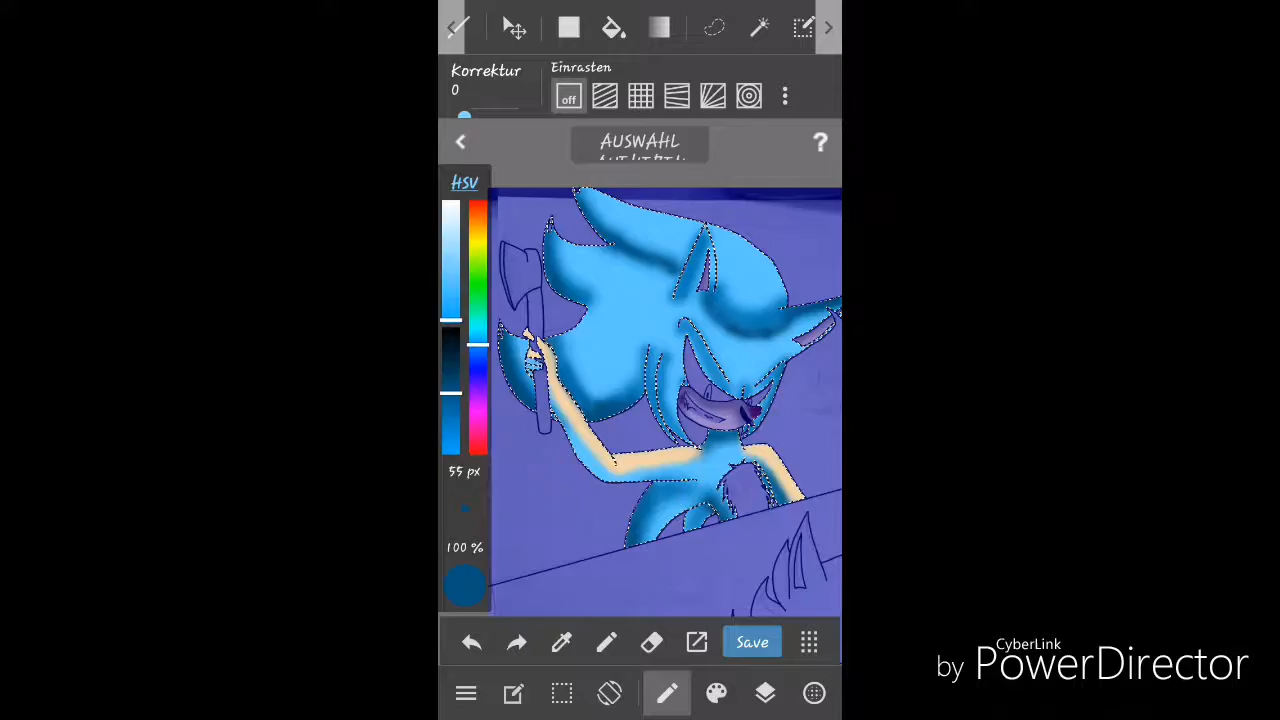 Korrektur
0
Einrasten
off
AUSWAHL
?
HSV
55 px
100 %
Save
CyberLink
by PowerDirector